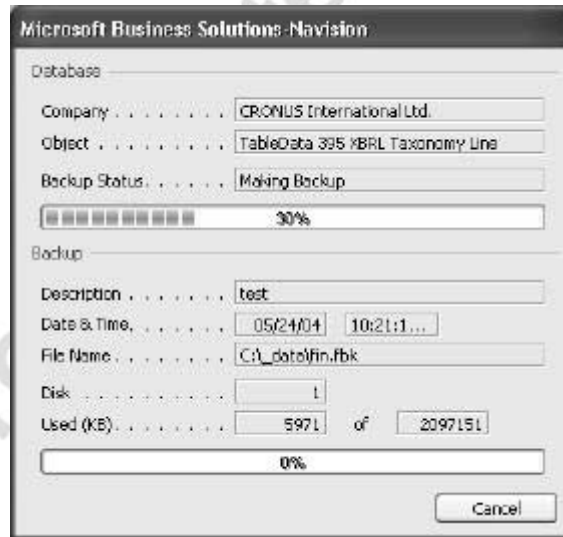 Microsoft Business Solutions-Navision
Database
Company . . . . . . . CRONUS International Ltd.
Object . . . . . . . . TableData 395 XBRL Taxonomy Line
Backup Status. . . . . Making Backup
30%
Backup
Description . . . . . . test
Date & Time. . . . . . 05/24/04 10:21:1...
File Name . . . . . . . C:\_data\fin.fbk
Disk . . . . . . . . . . 1
Used (KB). . . . . . . 5971 of 2097151
0%
Cancel